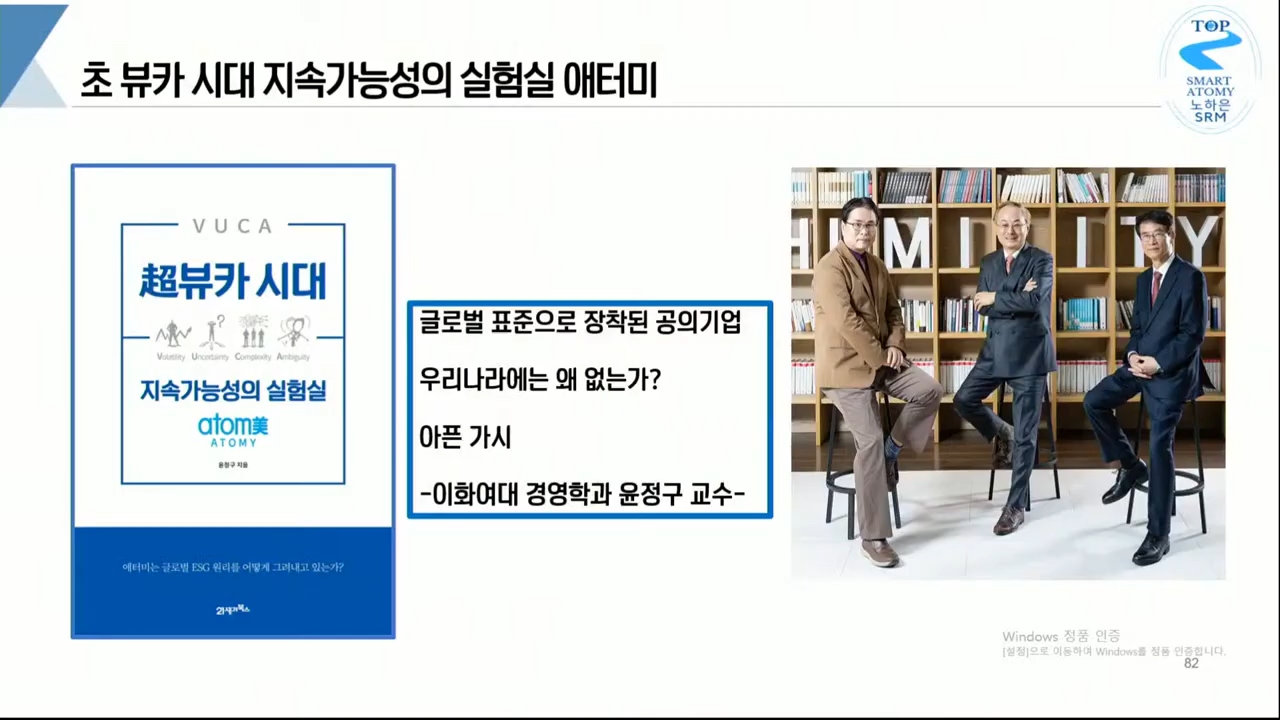 초 뷰카 시대 지속가능성의 실험실 애터미
TOP
SMART
ATOMY
노하은
SRM
VUCA
超뷰카 시대
Volatility Uncertainty Complexity Ambiguity
지속가능성의 실험실
atom美
ATOMY
윤정구 지음
애터미는 글로벌 ESG 원리를 어떻게 그려내고 있는가?
21세기북스
글로벌 표준으로 장착된 공의기업
우리나라에는 왜 없는가?
아픈 가시
-이화여대 경영학과 윤정구 교수-
HUMILITY
Windows 정품 인증
[설정]으로 이동하여 Windows를 정품 인증합니다.
82